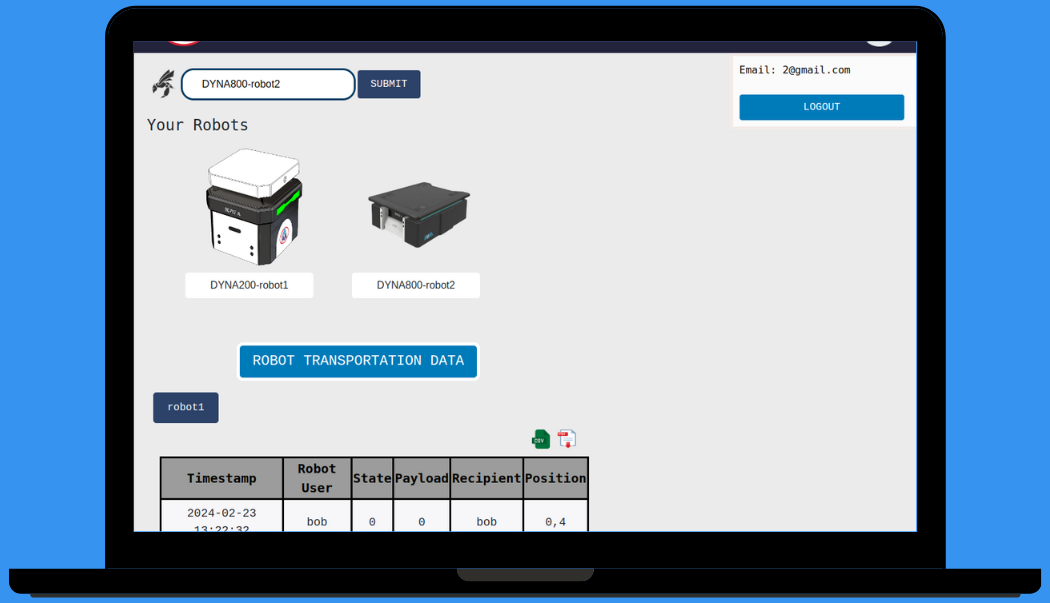 Email: 2@gmail.com
DYNA800-robot2
SUBMIT
LOGOUT
Your Robots
DYNA200-robot1
DYNA800-robot2
ROBOT TRANSPORTATION DATA
robot1
CSV
Timestamp
Robot
User
State
Payload
Recipient
Position
2024-02-23
13:22:32
bob
0
0
bob
0,4